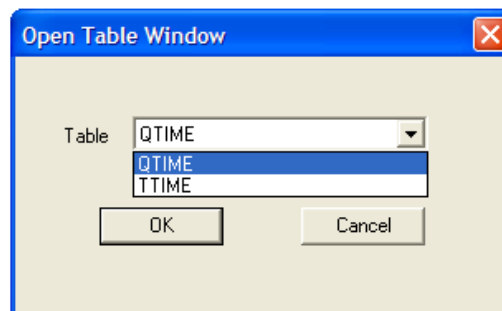 Open Table Window
Table QTIME
QTIME
TTIME
OK Cancel